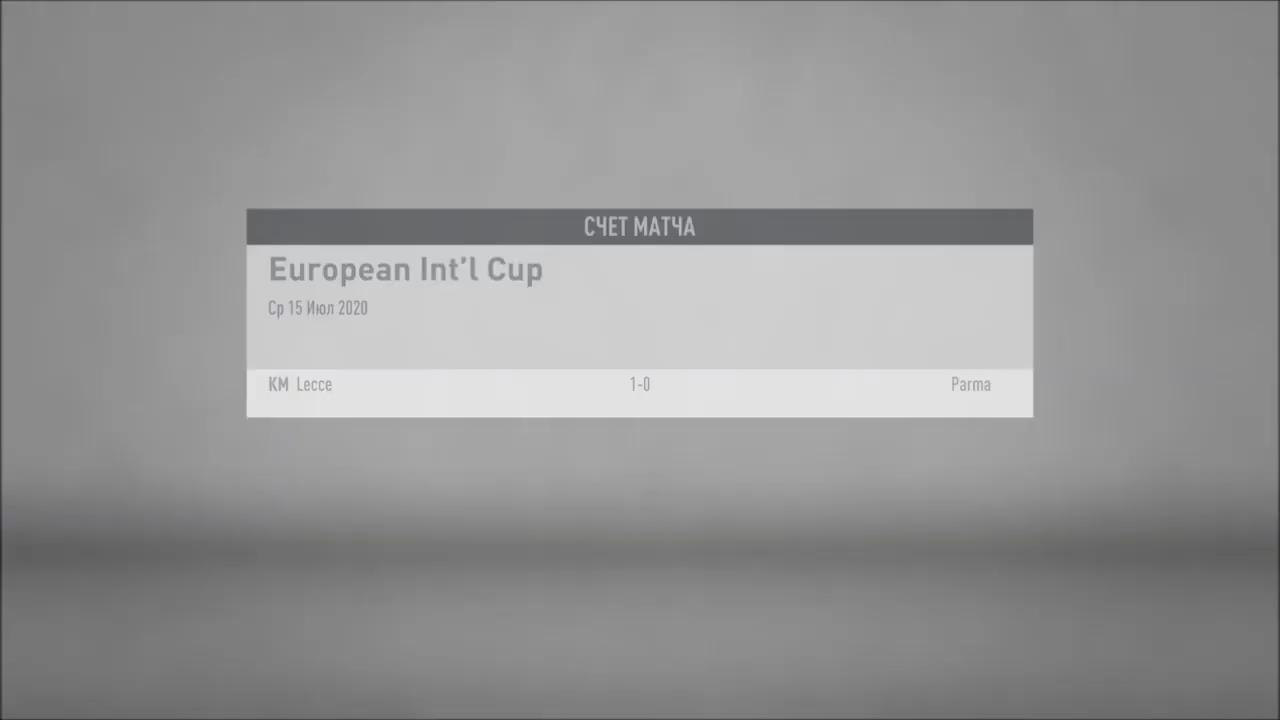 СЧЕТ МАТЧА
European Int'l Cup
Ср 15 Июл 2020
КМ Lecce 1-0 Parma